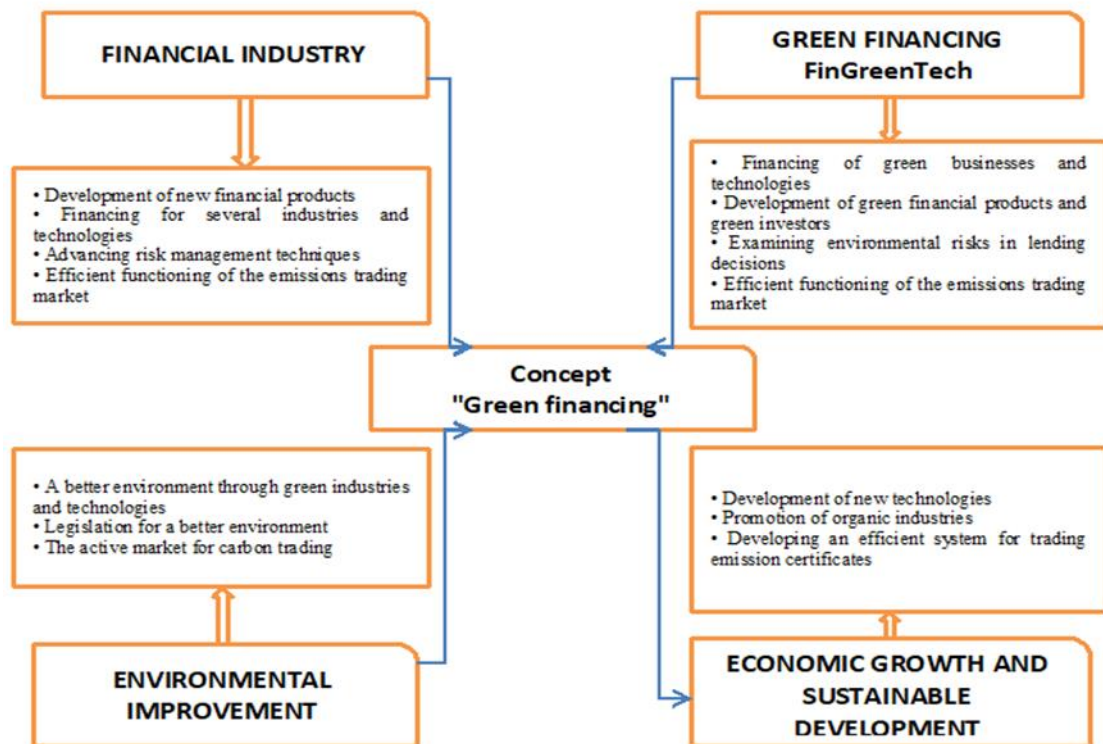 FINANCIAL INDUSTRY
• Development of new financial products
• Financing for several industries and
technologies
• Advancing risk management techniques
• Efficient functioning of the emissions trading
market
GREEN FINANCING
FinGreenTech
• Financing of green businesses and
technologies
• Development of green financial products and
green investors
• Examining environmental risks in lending
decisions
• Efficient functioning of the emissions trading
market
Concept
"Green financing"
• A better environment through green industries
and technologies
• Legislation for a better environment
• The active market for carbon trading
ENVIRONMENTAL
IMPROVEMENT
• Development of new technologies
• Promotion of organic industries
• Developing an efficient system for trading
emission certificates
ECONOMIC GROWTH AND
SUSTAINABLE
DEVELOPMENT